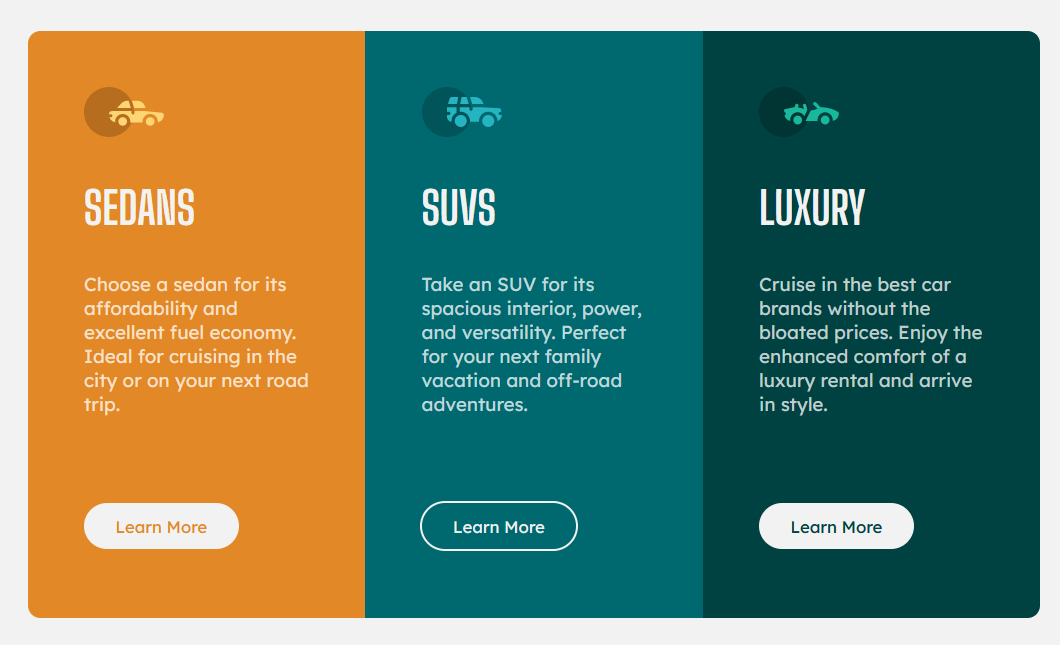 SEDANS
Choose a sedan for its
affordability and
excellent fuel economy.
Ideal for cruising in the
city or on your next road
trip.
Learn More
SUVS
Take an SUV for its
spacious interior, power,
and versatility. Perfect
for your next family
vacation and off-road
adventures.
Learn More
LUXURY
Cruise in the best car
brands without the
bloated prices. Enjoy the
enhanced comfort of a
luxury rental and arrive
in style.
Learn More